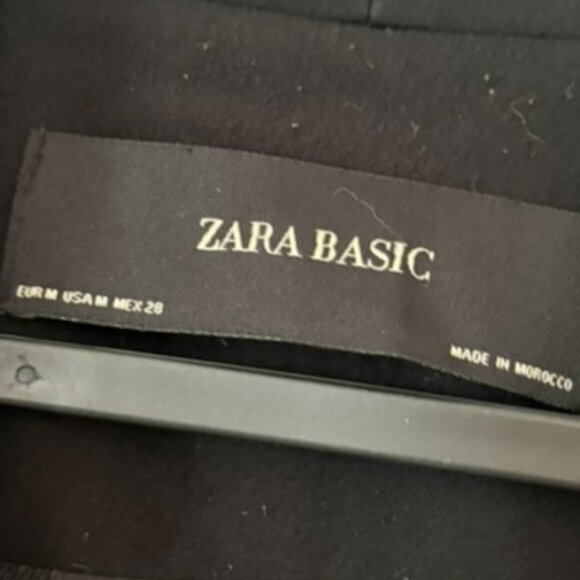 ZARA BASIC
EUR M USA M MEX 28
MADE IN MOROCCO